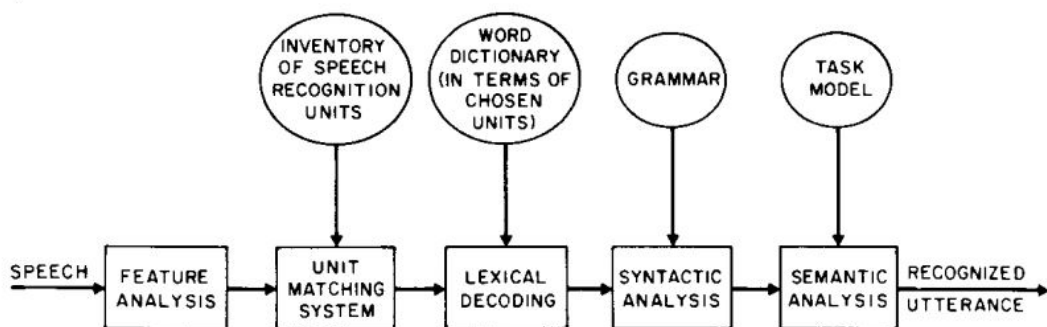 INVENTORY
OF SPEECH
RECOGNITION
UNITS
WORD
DICTIONARY
(IN TERMS OF
CHOSEN
UNITS)
GRAMMAR
TASK
MODEL
SPEECH
FEATURE
ANALYSIS
UNIT
MATCHING
SYSTEM
LEXICAL
DECODING
SYNTACTIC
ANALYSIS
SEMANTIC
ANALYSIS
RECOGNIZED
UTTERANCE